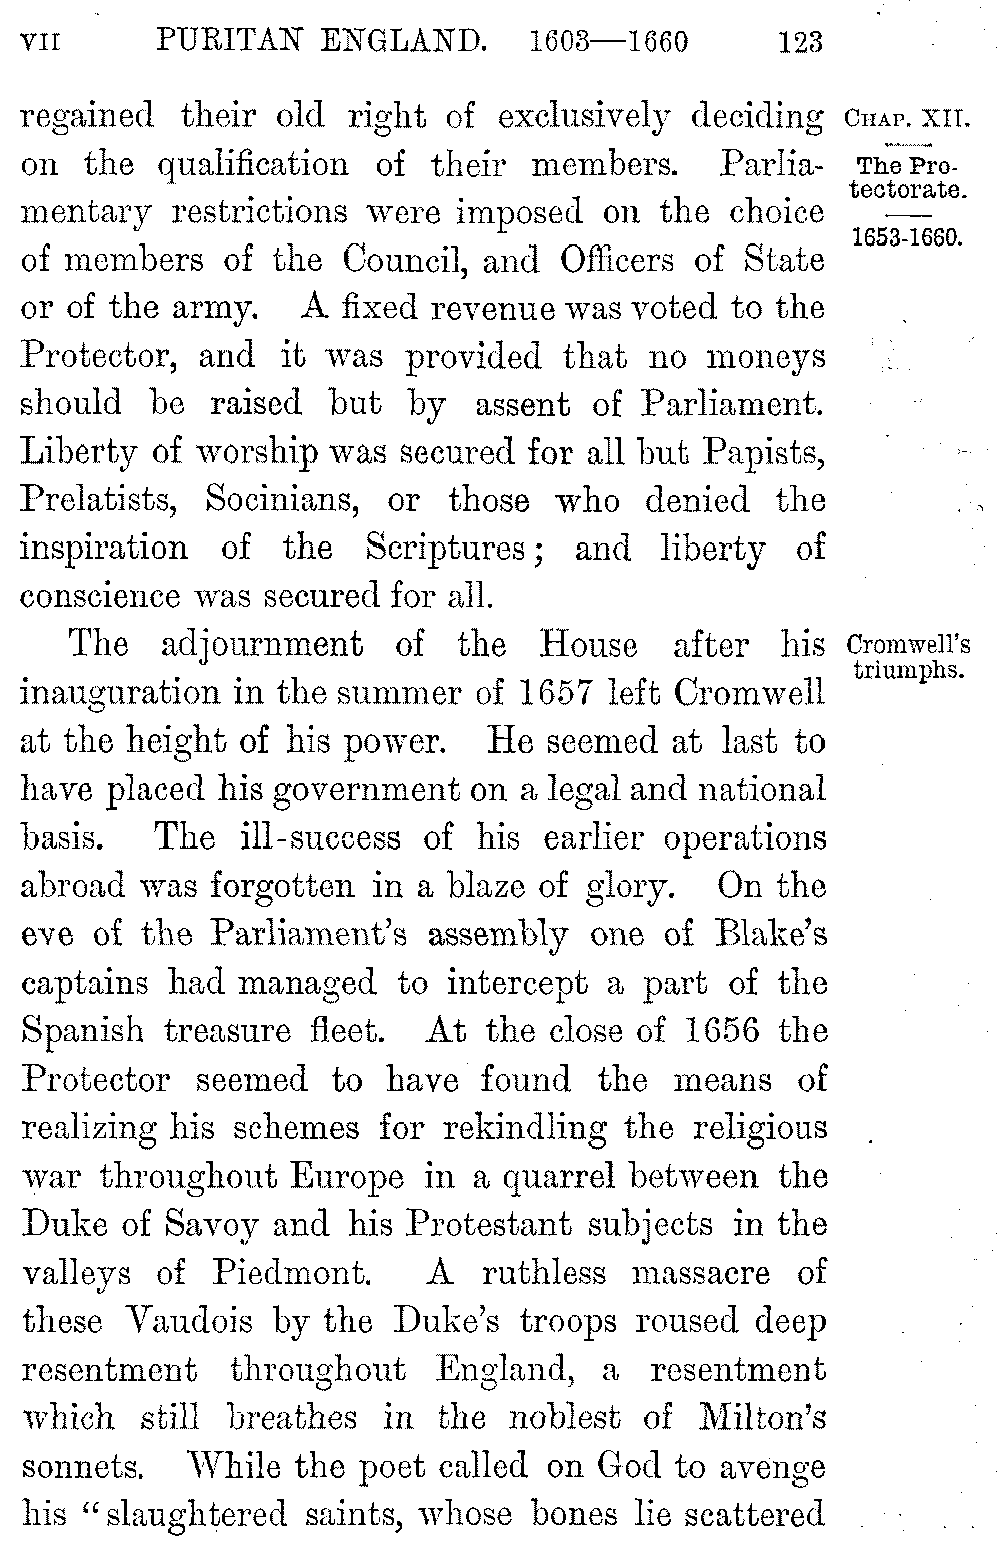 VII PURITAN ENGLAND. 1603—1660 123
regained their old right of exclusively deciding
on the qualification of their members. Parlia-
mentary restrictions were imposed on the choice
of members of the Council, and Officers of State
or of the army. A fixed revenue was voted to the
Protector, and it was provided that no moneys
should be raised but by assent of Parliament.
Liberty of worship was secured for all but Papists,
Prelatists, Socinians, or those who denied the
inspiration of the Scriptures; and liberty of
conscience was secured for all.
CHAP. XII.
The Pro-
tectorate.
1653-1660.
The adjournment of the House after his
inauguration in the summer of 1657 left Cromwell
at the height of his power. He seemed at last to
have placed his government on a legal and national
basis. The ill-success of his earlier operations
abroad was forgotten in a blaze of glory. On the
eve of the Parliament's assembly one of Blake's
captains had managed to intercept a part of the
Spanish treasure fleet. At the close of 1656 the
Protector seemed to have found the means of
realizing his schemes for rekindling the religious
war throughout Europe in a quarrel between the
Duke of Savoy and his Protestant subjects in the
valleys of Piedmont. A ruthless massacre of
these Vaudois by the Duke's troops roused deep
resentment throughout England, a resentment
which still breathes in the noblest of Milton's
sonnets. While the poet called on God to avenge
his "slaughtered saints, whose bones lie scattered
Cromwell's
triumphs.